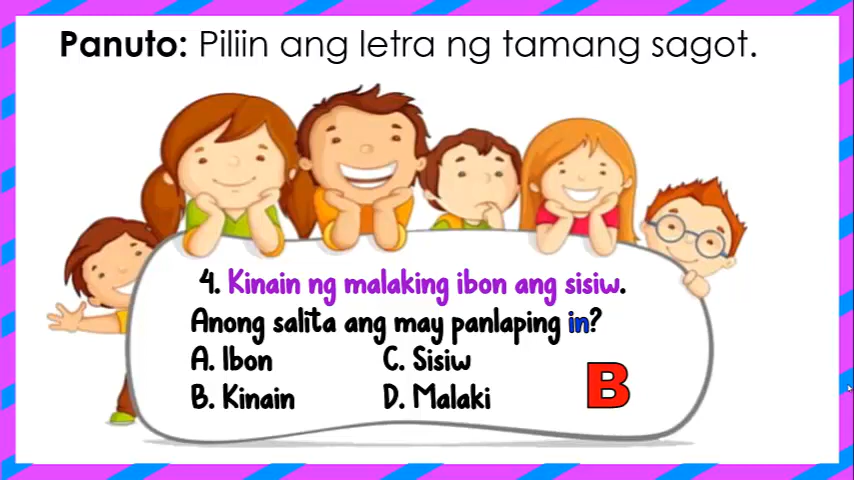 Panuto: Piliin ang letra ng tamang sagot.
4. Kinain ng malaking ibon ang sisiw.
Anong salita ang may panlaping in?
A. Ibon C. Sisiw
B. Kinain D. Malaki
B